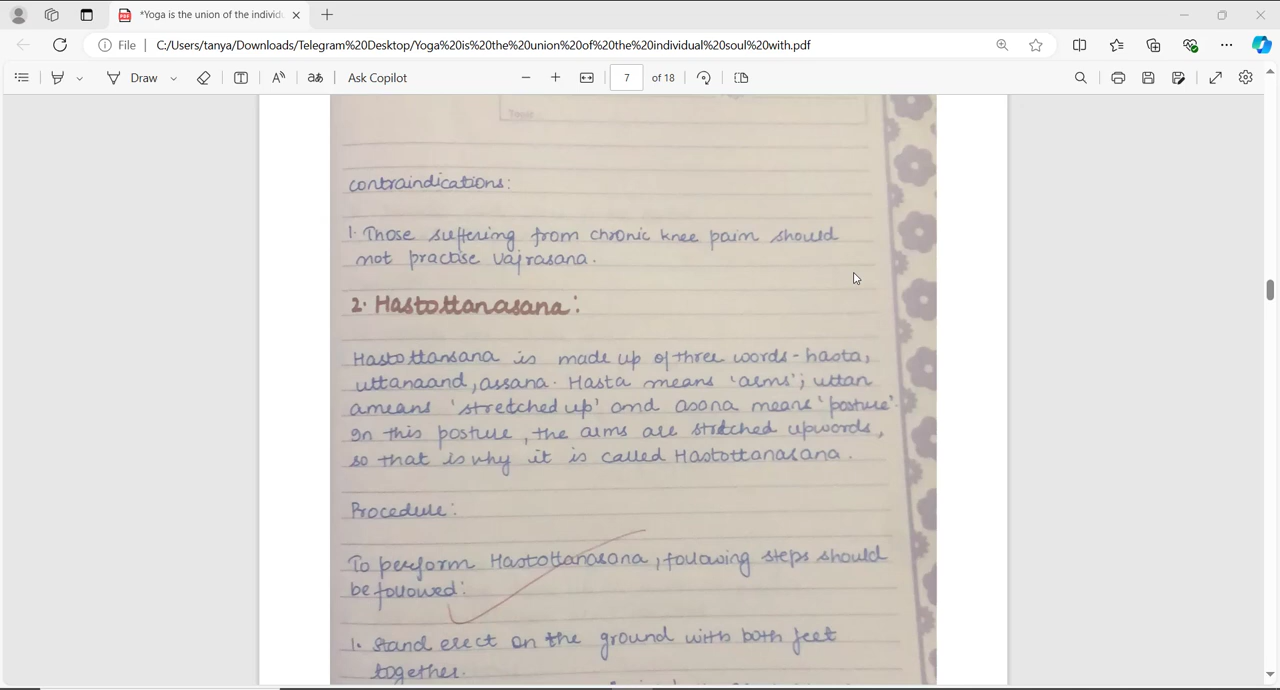 *Yoga is the union of the individu
File
C:/Users/tanya/Downloads/Telegram%20Desktop/Yoga%20is%20the%20union%20of%20the%20individual%20soul%20with.pdf
Draw
Ask Copilot
7 of 18
Topic
contraindications:
1. Those suffering from chronic knee pain should
not practise vajrasana.
2. Hastottanasana:
Hastottansana is made up of three words - hasta,
uttanaand, assana. Hasta means 'arms'; uttan
ameans 'stretched up' and asana means 'posture'.
In this posture, the arms are stretched upwords,
so that is why it is called Hastottanasana.
Procedure:
To perform Hastottanasana, following steps should
be followed:
1. Stand erect on the ground with both feet
together.